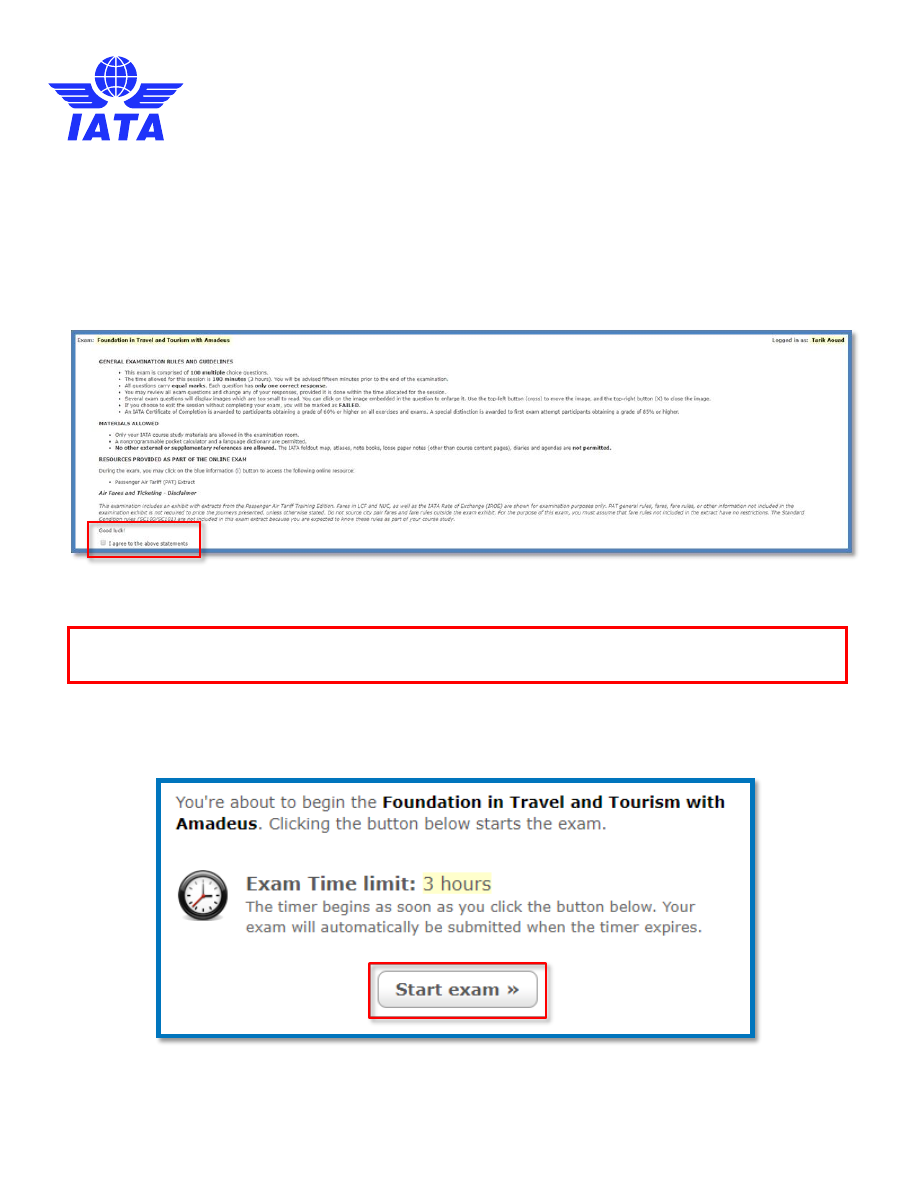 IATA
Exam: Foundation in Travel and Tourism with Amadeus Logged in as: Tarik Aouad
GENERAL EXAMINATION RULES AND GUIDELINES
• This exam is comprised of 100 multiple choice questions.
• The time allowed for this session is 180 minutes (3 hours). You will be advised fifteen minutes prior to the end of the examination.
• All questions carry equal marks. Each question has only one correct response.
• You may review all exam questions and change any of your responses, provided it is done within the time allocated for the session.
• Several exam questions will display images which are too small to read. You can click on the image embedded in the question to enlarge it. Use the top-left button (cross) to move the image, and the top-right button (X) to close the image.
• If you choose to exit the session without completing your exam, you will be marked as FAILED.
• An IATA Certificate of Completion is awarded to participants obtaining a grade of 60% or higher on all exercises and exams. A special distinction is awarded to first exam attempt participants obtaining a grade of 85% or higher.
MATERIALS ALLOWED
• Only your IATA course study materials are allowed in the examination room.
• A nonprogrammable pocket calculator and a language dictionary are permitted.
• No other external or supplementary references are allowed. The IATA foldout map, atlases, note books, loose paper notes (other than course content pages), diaries and agendas are not permitted.
RESOURCES PROVIDED AS PART OF THE ONLINE EXAM
During the exam, you may click on the blue information (i) button to access the following online resource:
• Passenger Air Tariff (PAT) Extract
Air Fares and Ticketing - Disclaimer
This examination includes an exhibit with extracts from the Passenger Air Tariff Training Edition. Fares in LCF and NUC, as well as the IATA Rate of Exchange (IROE) are shown for examination purposes only. PAT general rules, fares, fare rules, or other information not included in the
examination exhibit is not required to price the journeys presented, unless otherwise stated. Do not source city pair fares and fare rules outside the exam exhibit. For the purpose of this exam, you must assume that fare rules not included in the extract have no restrictions. The Standard
Condition rules (SC100/SC101) are not included in this exam extract because you are expected to know these rules as part of your course study.
Good luck!
I agree to the above statements
You're about to begin the Foundation in Travel and Tourism with
Amadeus. Clicking the button below starts the exam.
Exam Time limit: 3 hours
The timer begins as soon as you click the button below. Your
exam will automatically be submitted when the timer expires.
Start exam »